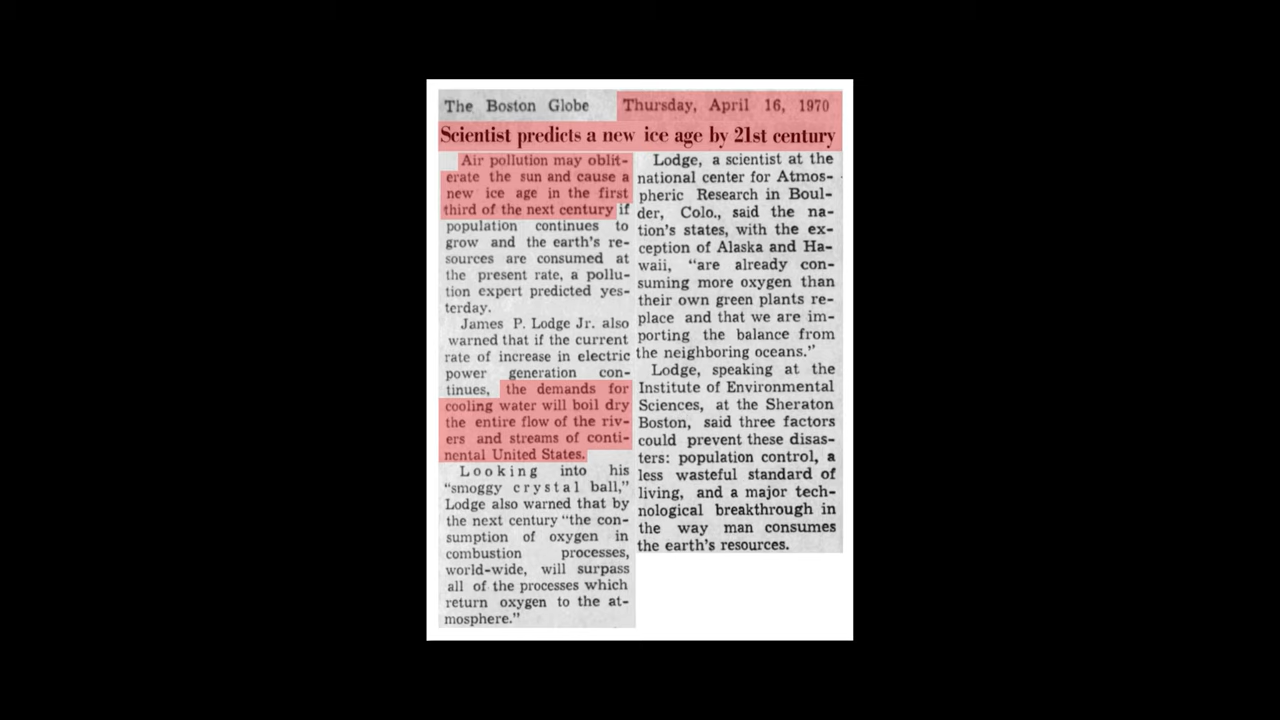 The Boston Globe Thursday, April 16, 1970
Scientist predicts a new ice age by 21st century
Air pollution may oblit-
erate the sun and cause a
new ice age in the first
third of the next century if
population continues to
grow and the earth's re-
sources are consumed at
the present rate, a pollu-
tion expert predicted yes-
terday.
James P. Lodge Jr. also
warned that if the current
rate of increase in electric
power generation con-
tinues, the demands for
cooling water will boil dry
the entire flow of the riv-
ers and streams of conti-
nental United States.
Looking into his
"smoggy crystal ball,"
Lodge also warned that by
the next century "the con-
sumption of oxygen in
combustion processes,
world-wide, will surpass
all of the processes which
return oxygen to the at-
mosphere."
Lodge, a scientist at the
national center for Atmos-
pheric Research in Boul-
der, Colo., said the na-
tion's states, with the ex-
ception of Alaska and Ha-
waii, "are already con-
suming more oxygen than
their own green plants re-
place and that we are im-
porting the balance from
the neighboring oceans."
Lodge, speaking at the
Institute of Environmental
Sciences, at the Sheraton
Boston, said three factors
could prevent these disas-
ters: population control, a
less wasteful standard of
living, and a major tech-
nological breakthrough in
the way man consumes
the earth's resources.